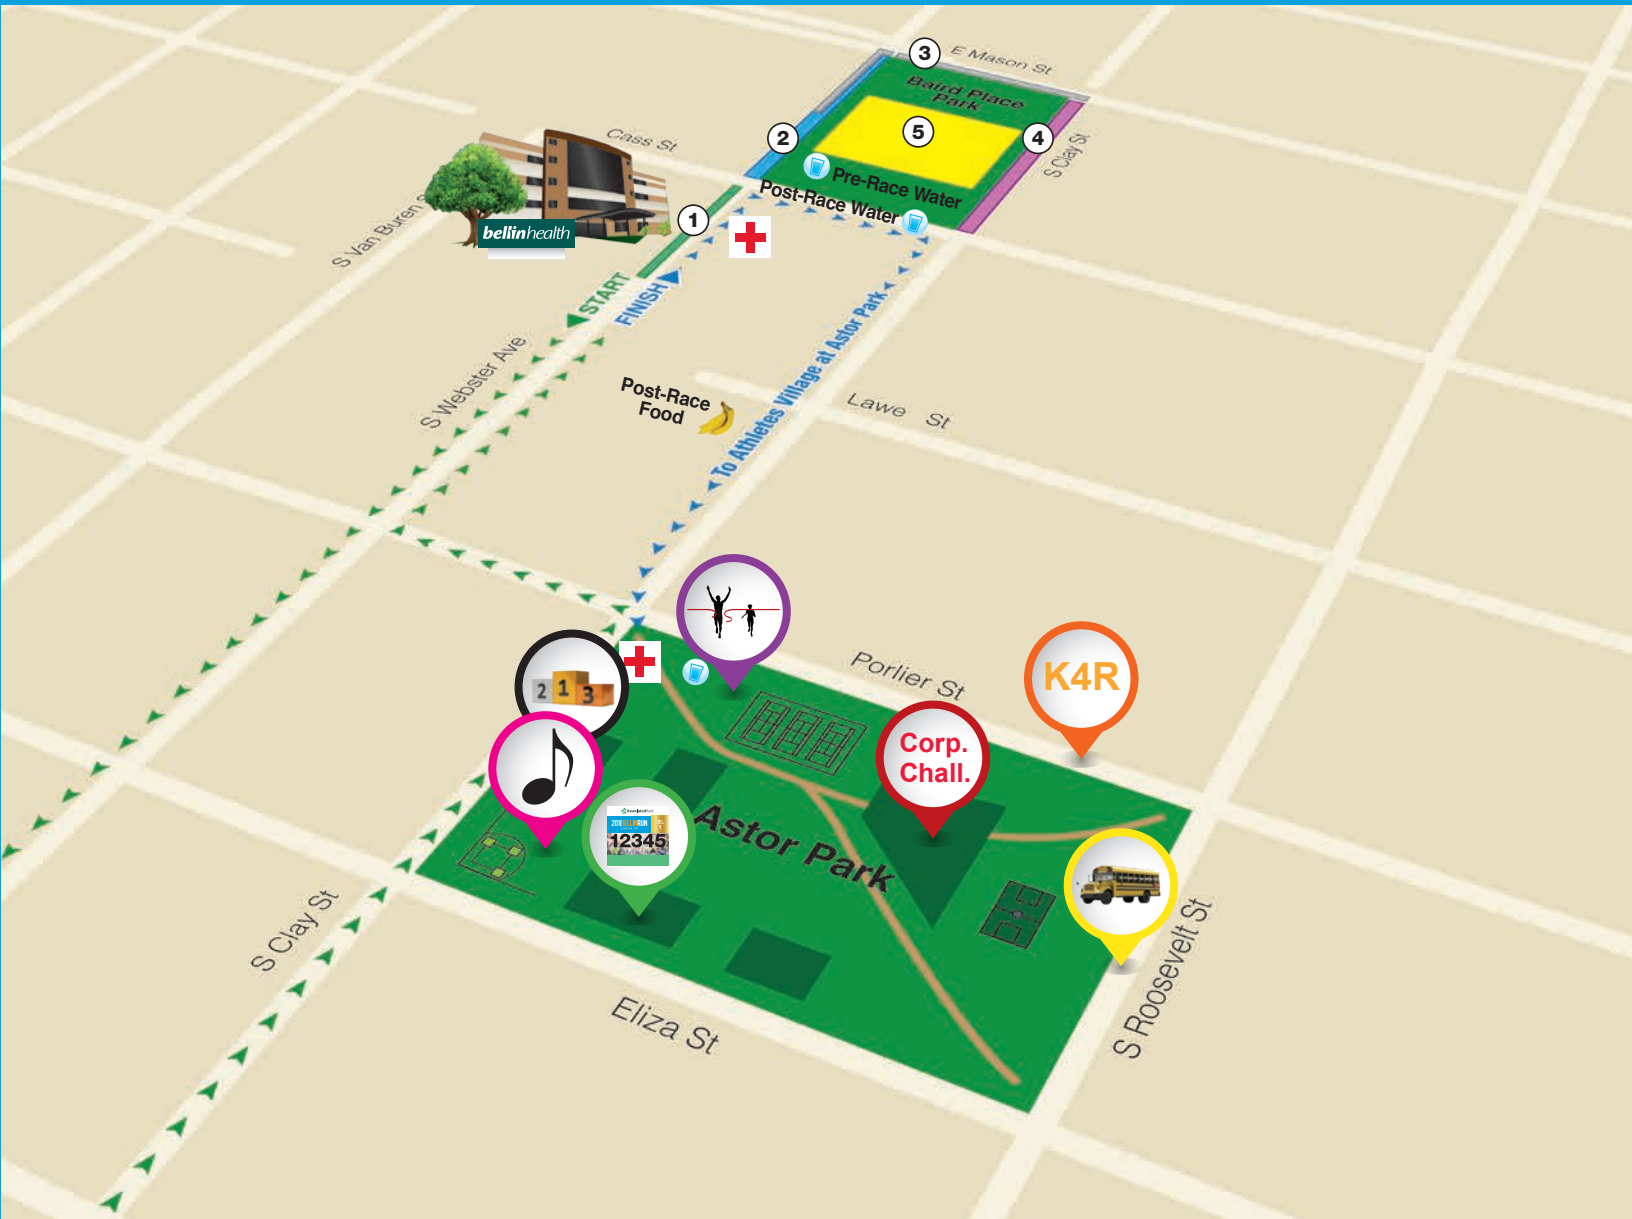 3
E Mason St
Baird Place
Park
5
2
4
S Clay St
Cass St
Pre-Race Water
Post-Race Water
1
S Van Buren
bellinhealth
START
FINISH
S Webster Ave
To Athletes Village at Astor Park
Post-Race
Food
Lawe St
Porlier St
K4R
2 1 3
Corp.
Chall.
12345
Astor Park
S Clay St
Eliza St
S Roosevelt St